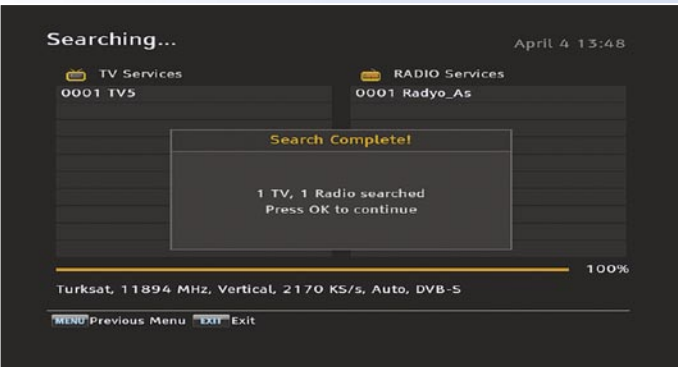 Searching...
April 4 13:48
TV Services
RADIO Services
0001 TV5
0001 Radyo_As
Search Complete!
1 TV, 1 Radio searched
Press OK to continue
100%
Turksat, 11894 MHz, Vertical, 2170 KS/s, Auto, DVB-S
MENU Previous Menu EXIT Exit